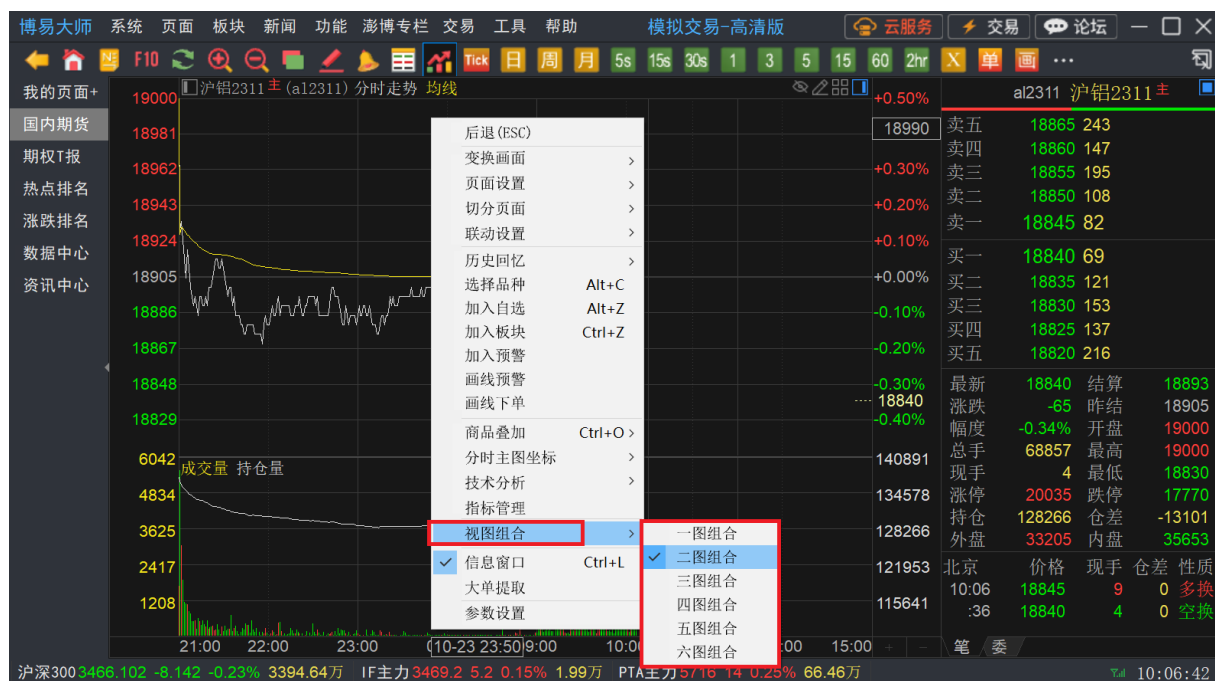 博易大师 系统 页面 板块 新闻 功能 澎博专栏 交易 工具 帮助 模拟交易-高清版 云服务 交易 论坛
F10 Tick 日 周 月 5s 15s 30s 1 3 5 15 60 2hr X 单 画 ···
我的页面+
国内期货
期权T报
热点排名
涨跌排名
数据中心
资讯中心
沪铝2311主(al2311) 分时走势 均线
19000 +0.50%
18981 18990
18962 +0.30%
18943 +0.20%
18924 +0.10%
18905 +0.00%
18886 -0.10%
18867 -0.20%
18848 -0.30%
18840
18829 -0.40%
6042 成交量 持仓量 140891
4834 134578
3625 128266
2417 121953
1208 115641
21:00 22:00 23:00 10-23 23:50 9:00 10:00 :00 15:00 + -
后退(ESC)
变换画面
页面设置
切分页面
联动设置
历史回忆
选择品种 Alt+C
加入自选 Alt+Z
加入板块 Ctrl+Z
加入预警
画线预警
画线下单
商品叠加 Ctrl+O
分时主图坐标
技术分析
指标管理
视图组合
信息窗口 Ctrl+L
大单提取
参数设置
一图组合
二图组合
三图组合
四图组合
五图组合
六图组合
al2311 沪铝2311主
卖五 18865 243
卖四 18860 147
卖三 18855 195
卖二 18850 108
卖一 18845 82
买一 18840 69
买二 18835 121
买三 18830 153
买四 18825 137
买五 18820 216
最新 18840 结算 18893
涨跌 -65 昨结 18905
幅度 -0.34% 开盘 19000
总手 68857 最高 19000
现手 4 最低 18830
涨停 20035 跌停 17770
持仓 128266 仓差 -13101
外盘 33205 内盘 35653
北京 价格 现手 仓差 性质
10:06 18845 9 0 多换
:36 18840 4 0 空换
笔 委
沪深300 3466.102 -8.142 -0.23% 3394.64万 IF主力 3469.2 5.2 0.15% 1.99万 PTA主力 5716 14 0.25% 66.46万 10:06:42